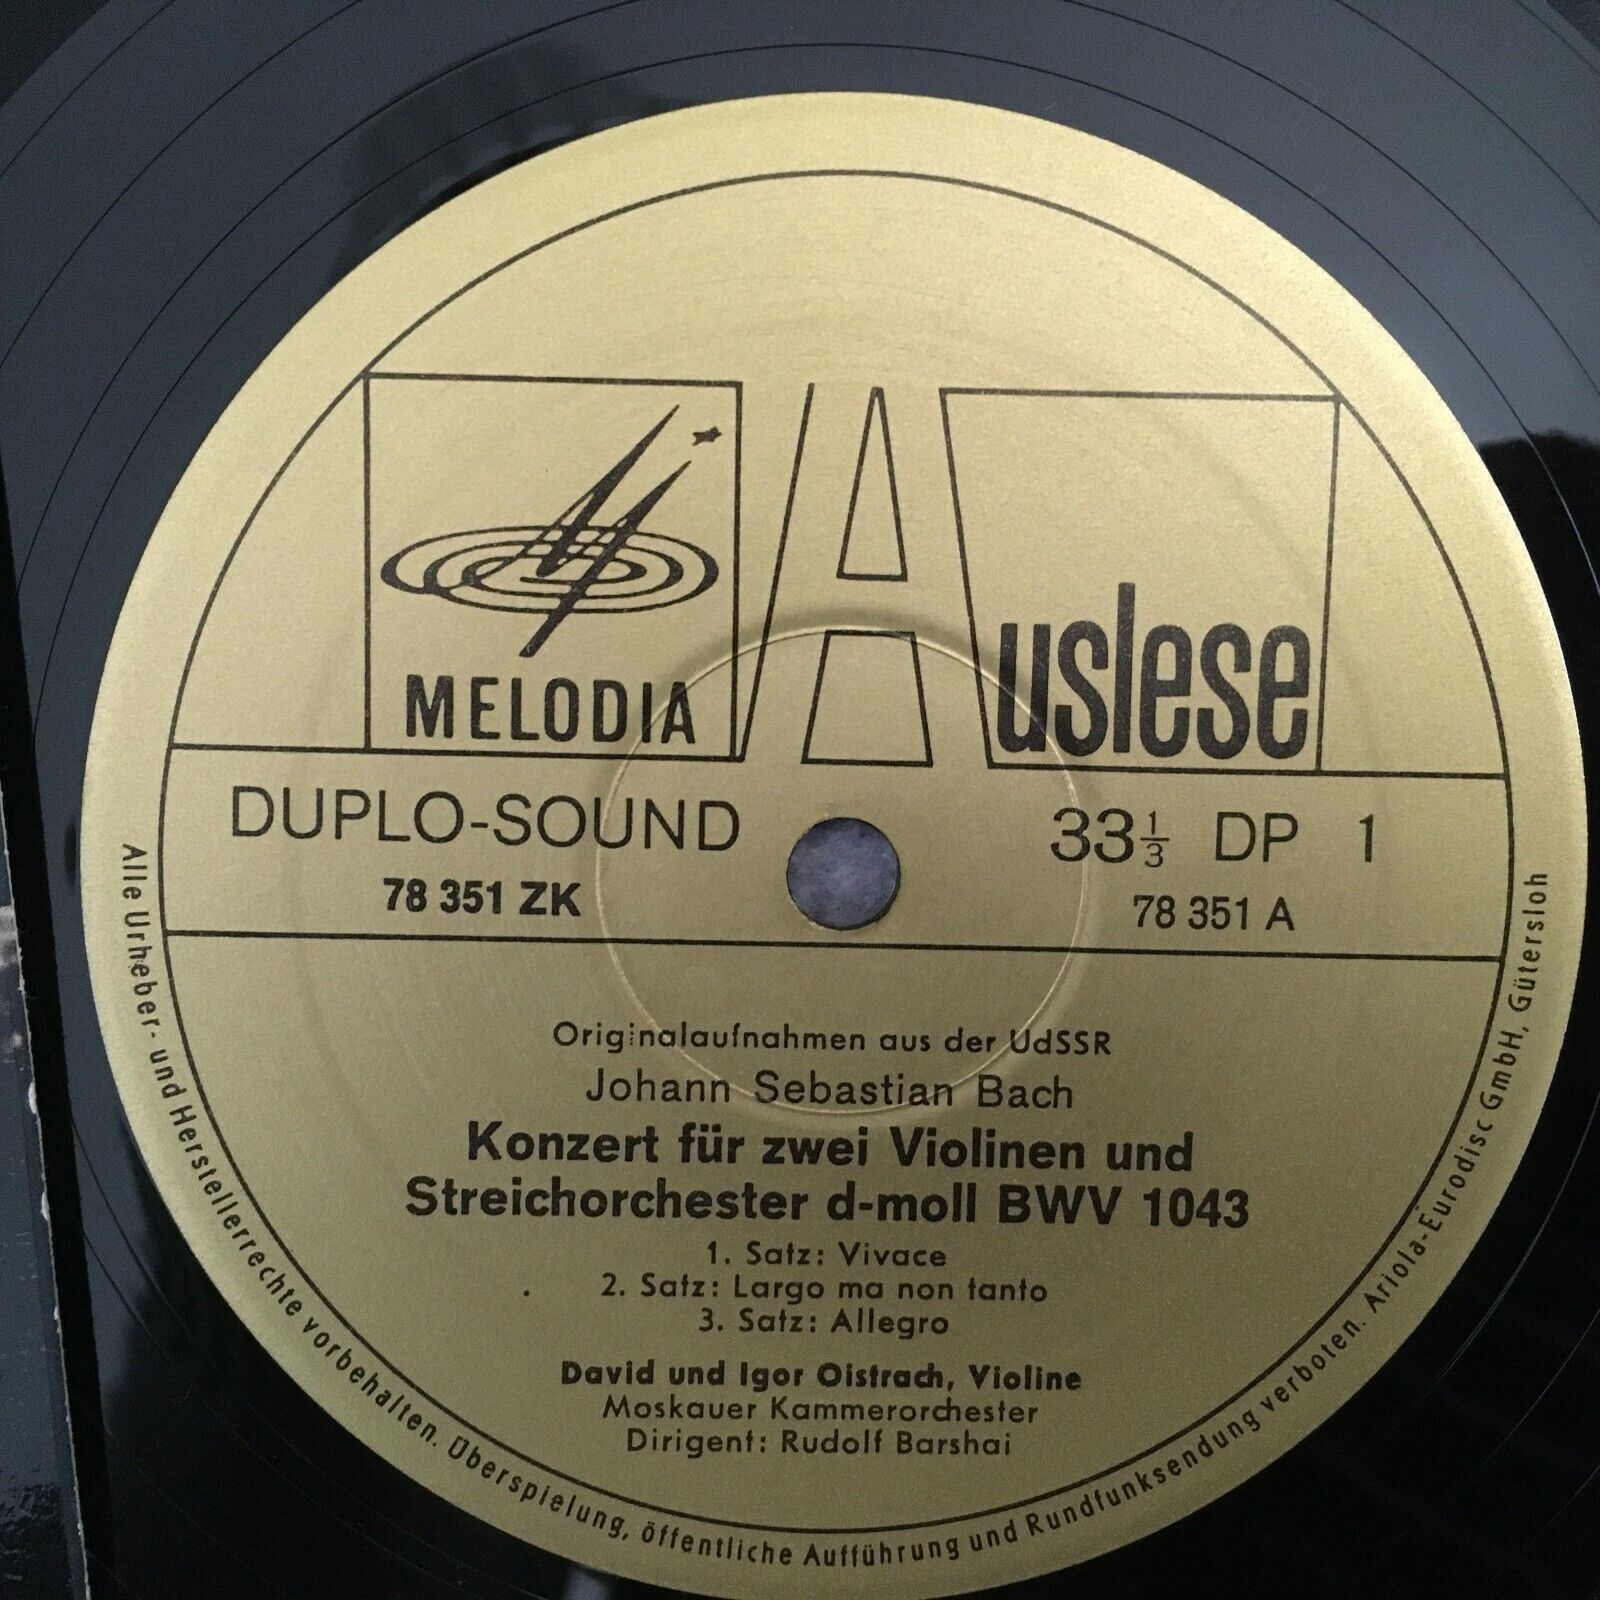 MELODIA
Auslese
DUPLO-SOUND
33⅓ DP 1
78 351 ZK
78 351 A
Originalaufnahmen aus der UdSSR
Johann Sebastian Bach
Konzert für zwei Violinen und
Streichorchester d-moll BWV 1043
1. Satz: Vivace
2. Satz: Largo ma non tanto
3. Satz: Allegro
David und Igor Oistrach, Violine
Moskauer Kammerorchester
Dirigent: Rudolf Barshai
Alle Urheber- und Herstellerrechte vorbehalten. Überspielung, öffentliche Aufführung und Rundfunksendung verboten. Ariola-Eurodisc GmbH, Gütersloh